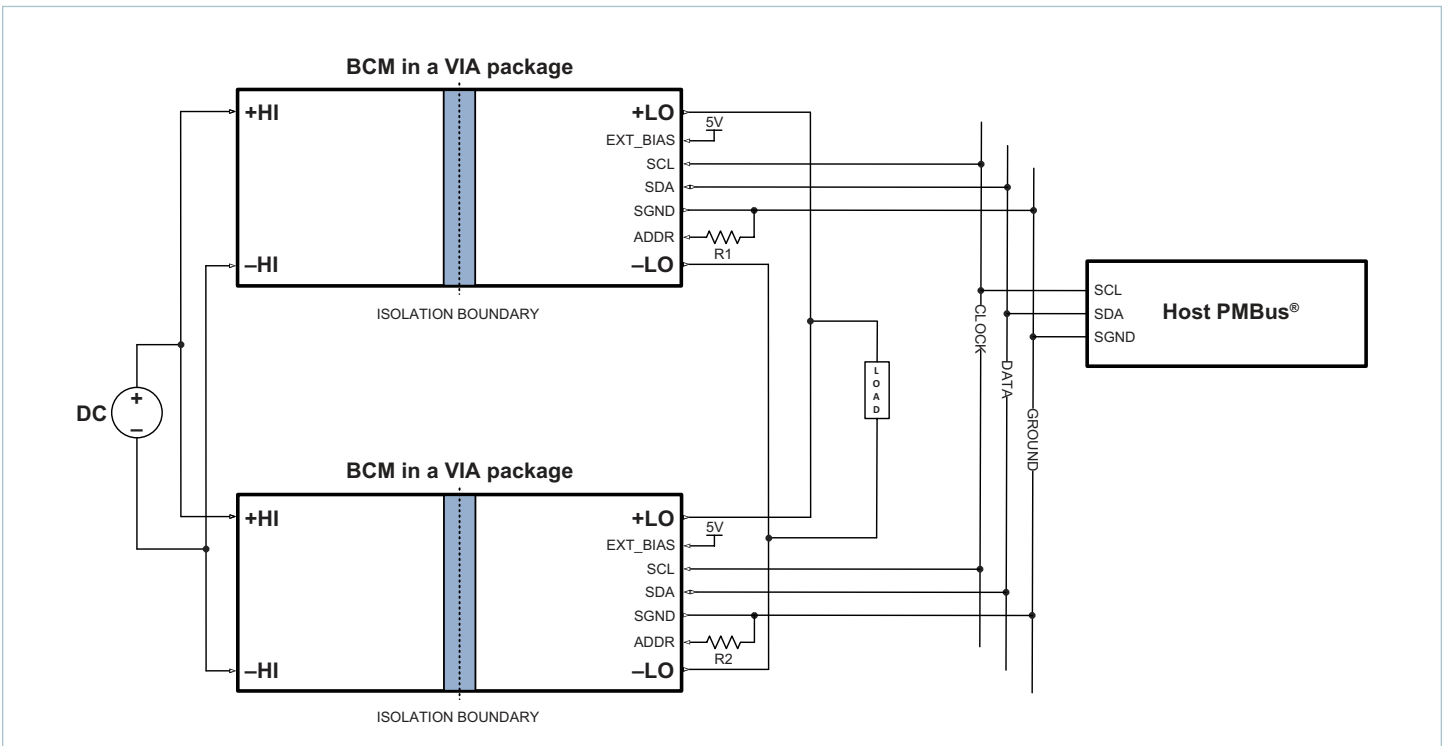 BCM in a VIA package
+HI
–HI
+LO
5V
EXT_BIAS
SCL
SDA
SGND
ADDR
R1
–LO
ISOLATION BOUNDARY
DC
+
–
LOAD
CLOCK
DATA
GROUND
SCL
SDA
SGND
Host PMBus®
BCM in a VIA package
+HI
–HI
+LO
5V
EXT_BIAS
SCL
SDA
SGND
ADDR
R2
–LO
ISOLATION BOUNDARY